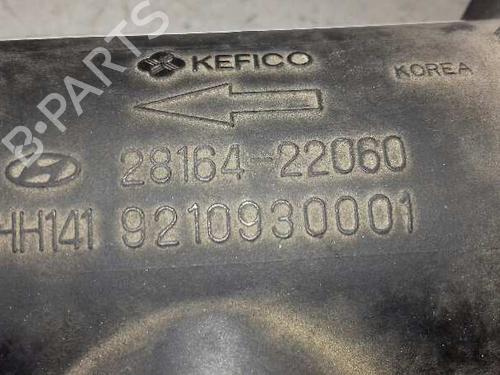 B-PARTS
KEFICO
KOREA
28164-22060
HH141 9210930001